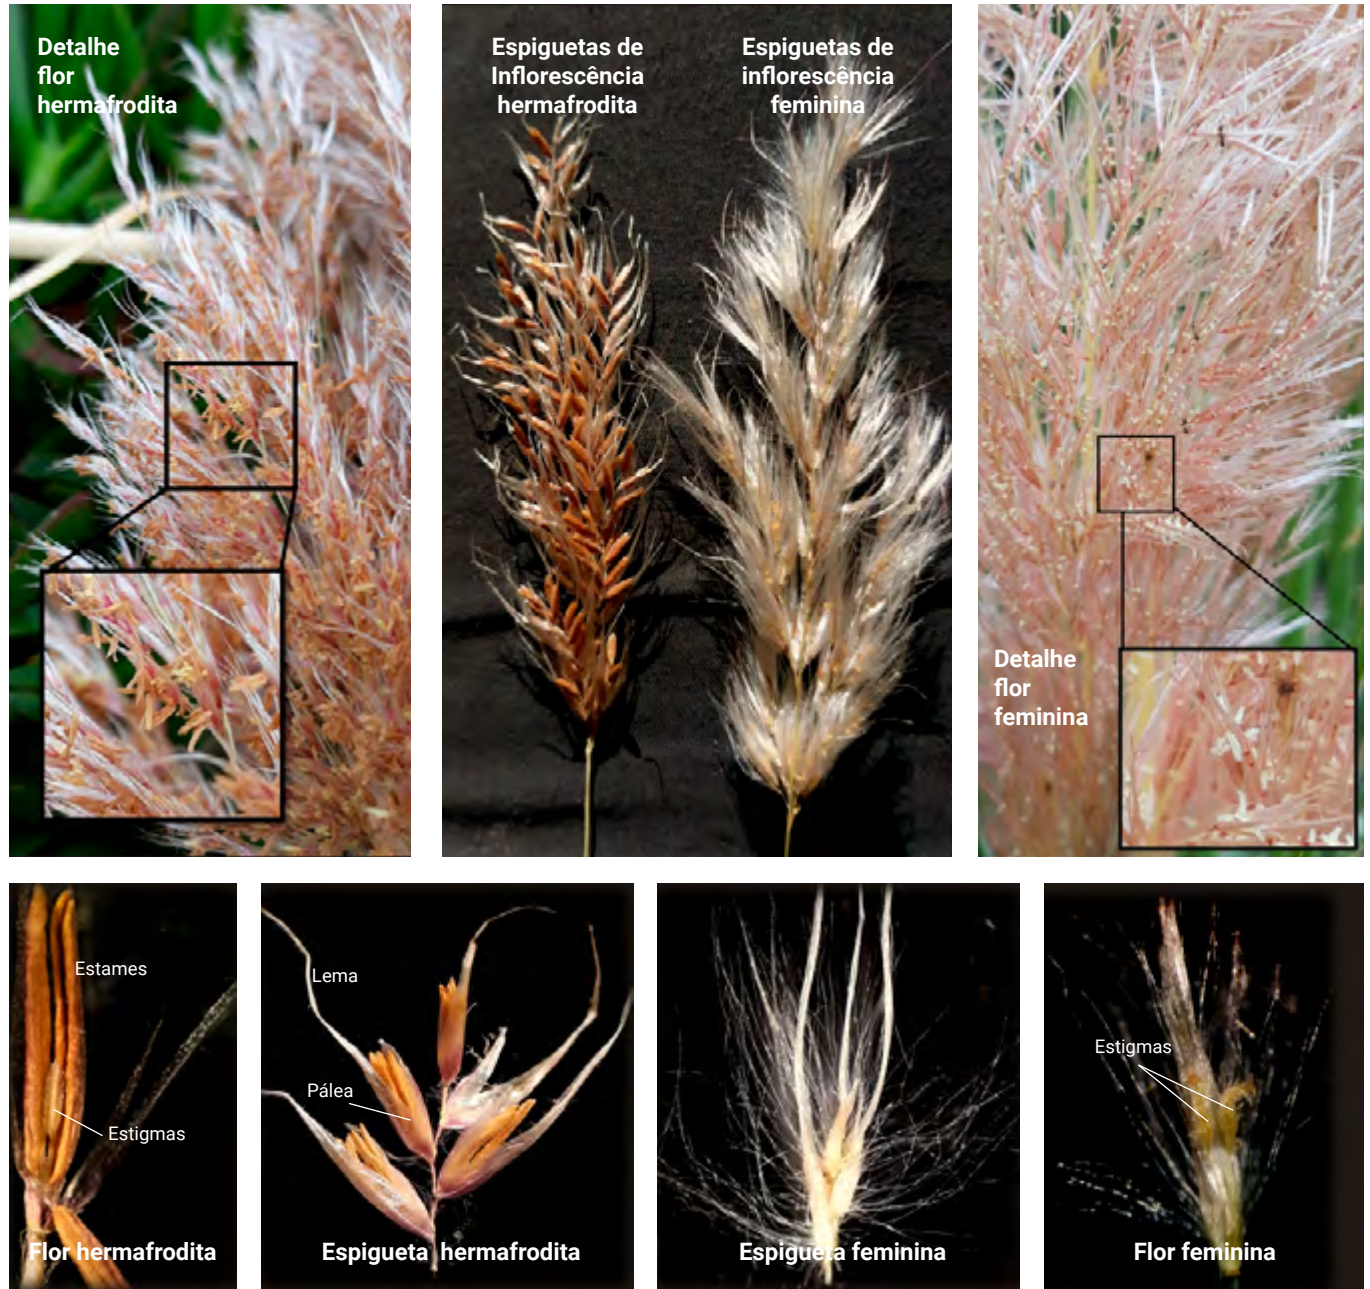 Detalhe
flor
hermafrodita
Espiguetas de
Inflorescência
hermafrodita
Espiguetas de
inflorescência
feminina
Detalhe
flor
feminina
Estames
Estigmas
Flor hermafrodita
Lema
Pálea
Espigueta hermafrodita
Espigueta feminina
Estigmas
Flor feminina